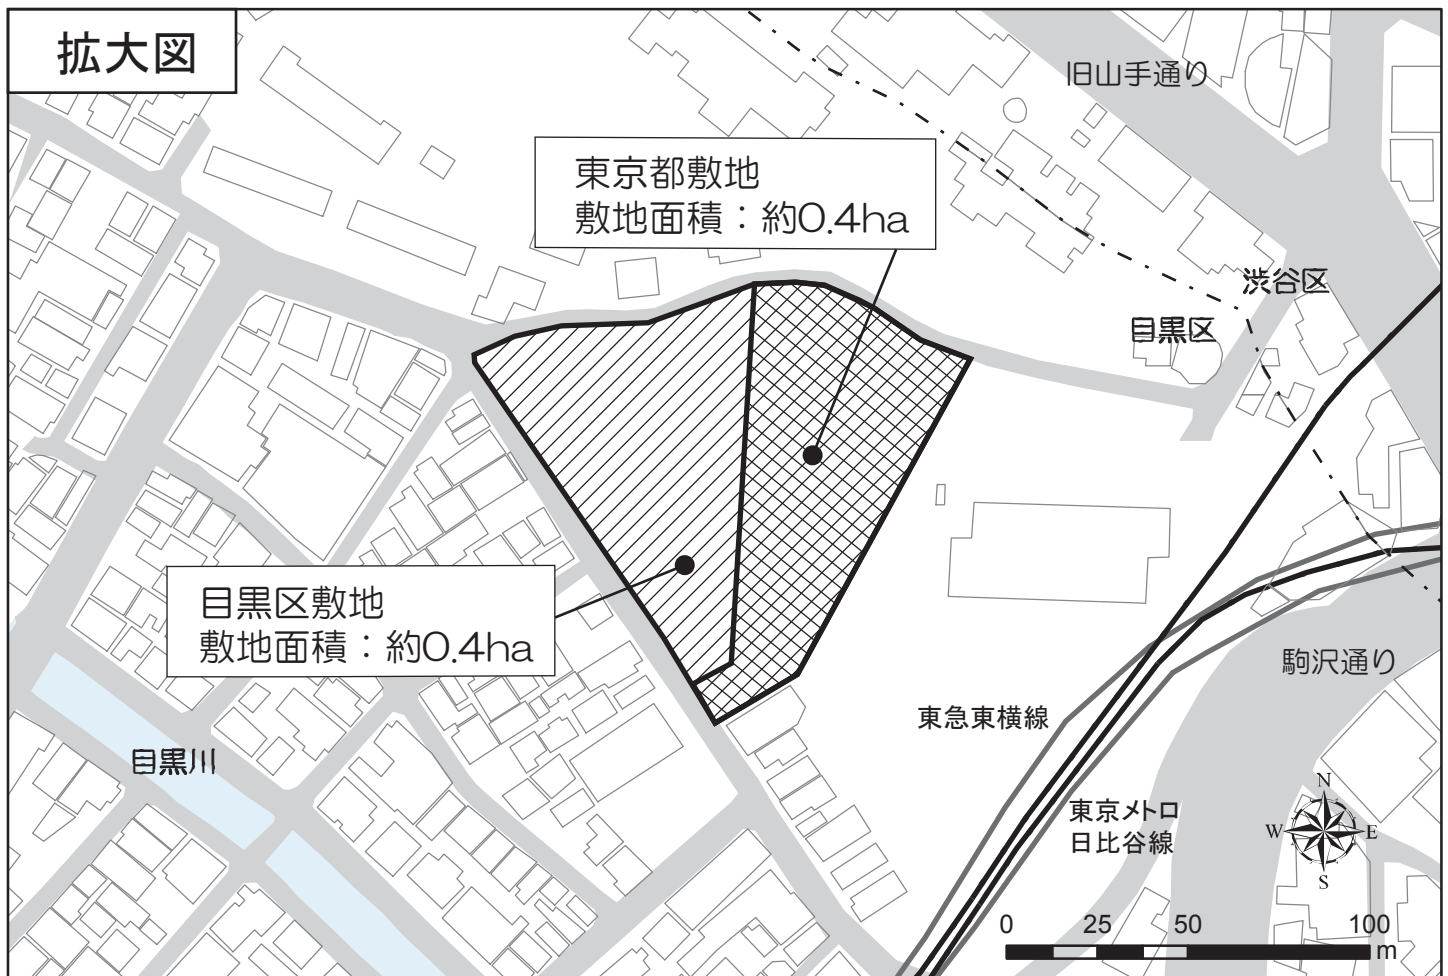 拡大図
旧山手通り
東京都敷地
敷地面積：約0.4ha
渋谷区
目黒区
目黒区敷地
敷地面積：約0.4ha
駒沢通り
東急東横線
目黒川
東京メトロ
日比谷線
N
W
E
S
0 25 50 100
m